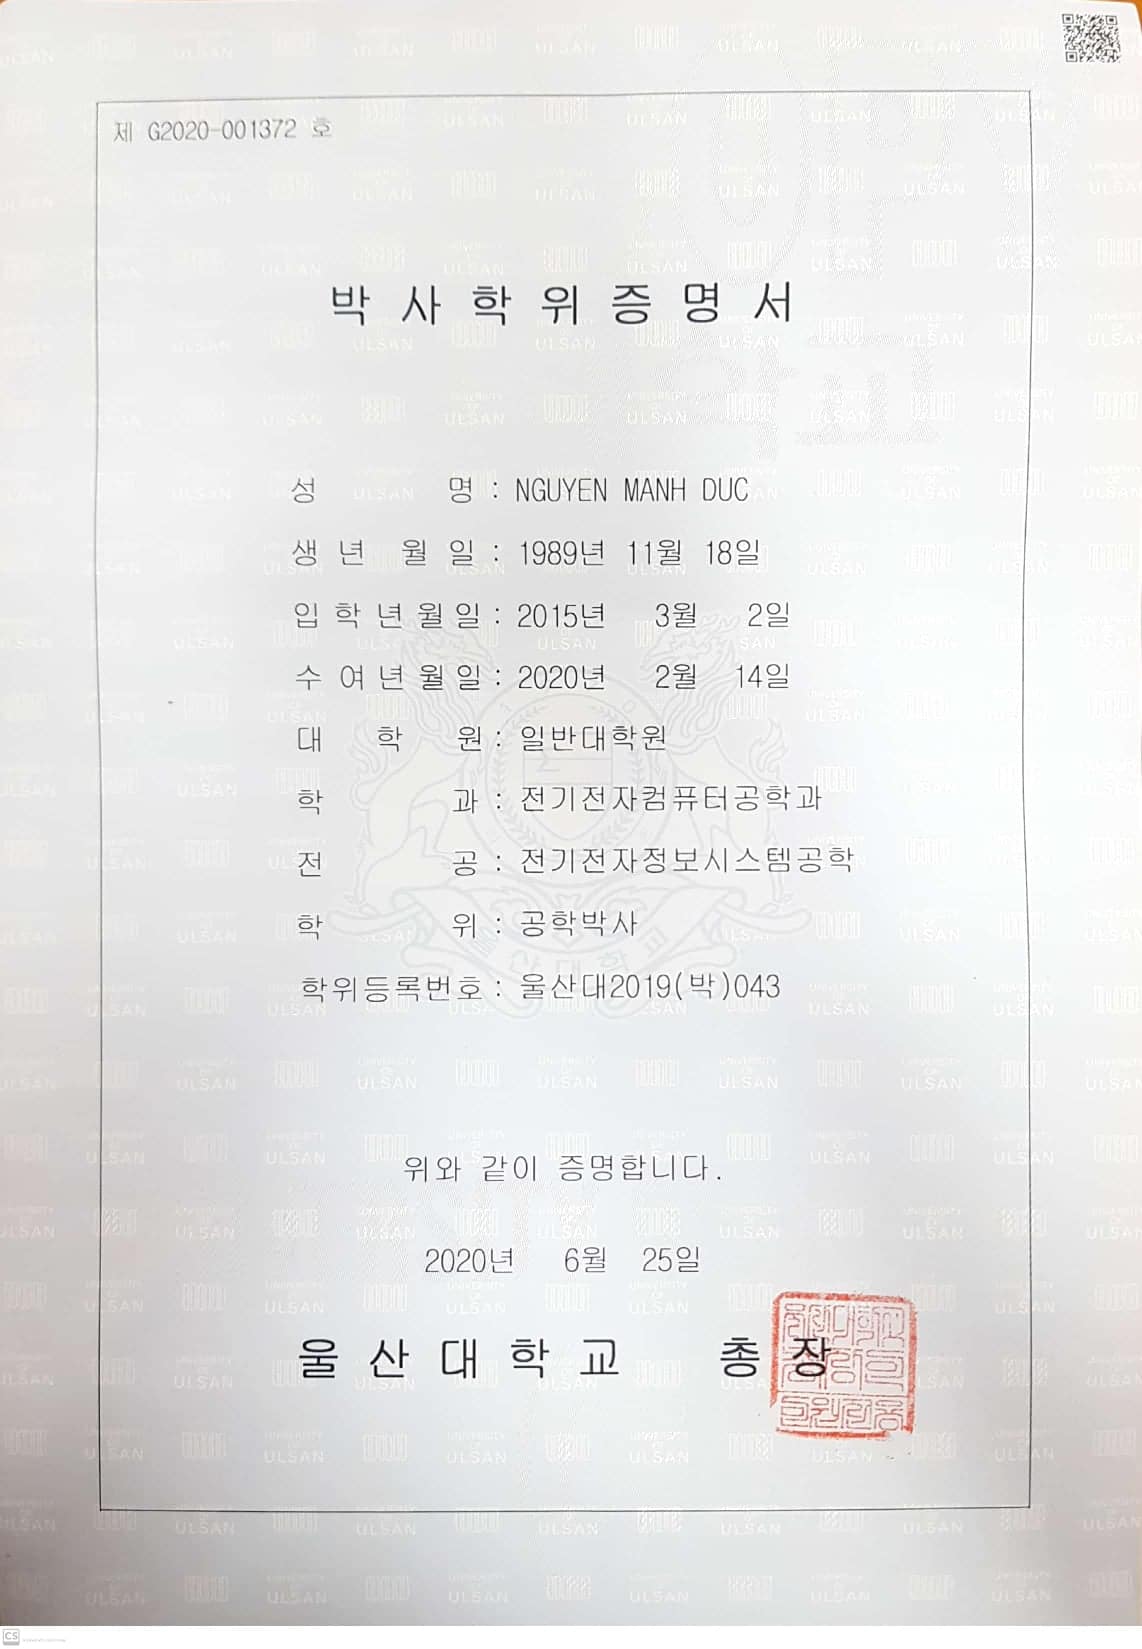 제 G2020-001372 호
박사학위증명서
성 명 : NGUYEN MANH DUC
생년 월일 : 1989년 11월 18일
입학년월일 : 2015년 3월 2일
수여년월일 : 2020년 2월 14일
대 학 원 : 일반대학원
학 과 : 전기전자컴퓨터공학과
전 공 : 전기전자정보시스템공학
학 위 : 공학박사
학위등록번호 : 울산대2019(박)043
위와 같이 증명합니다.
2020년 6월 25일
울산대학교 총장
CS